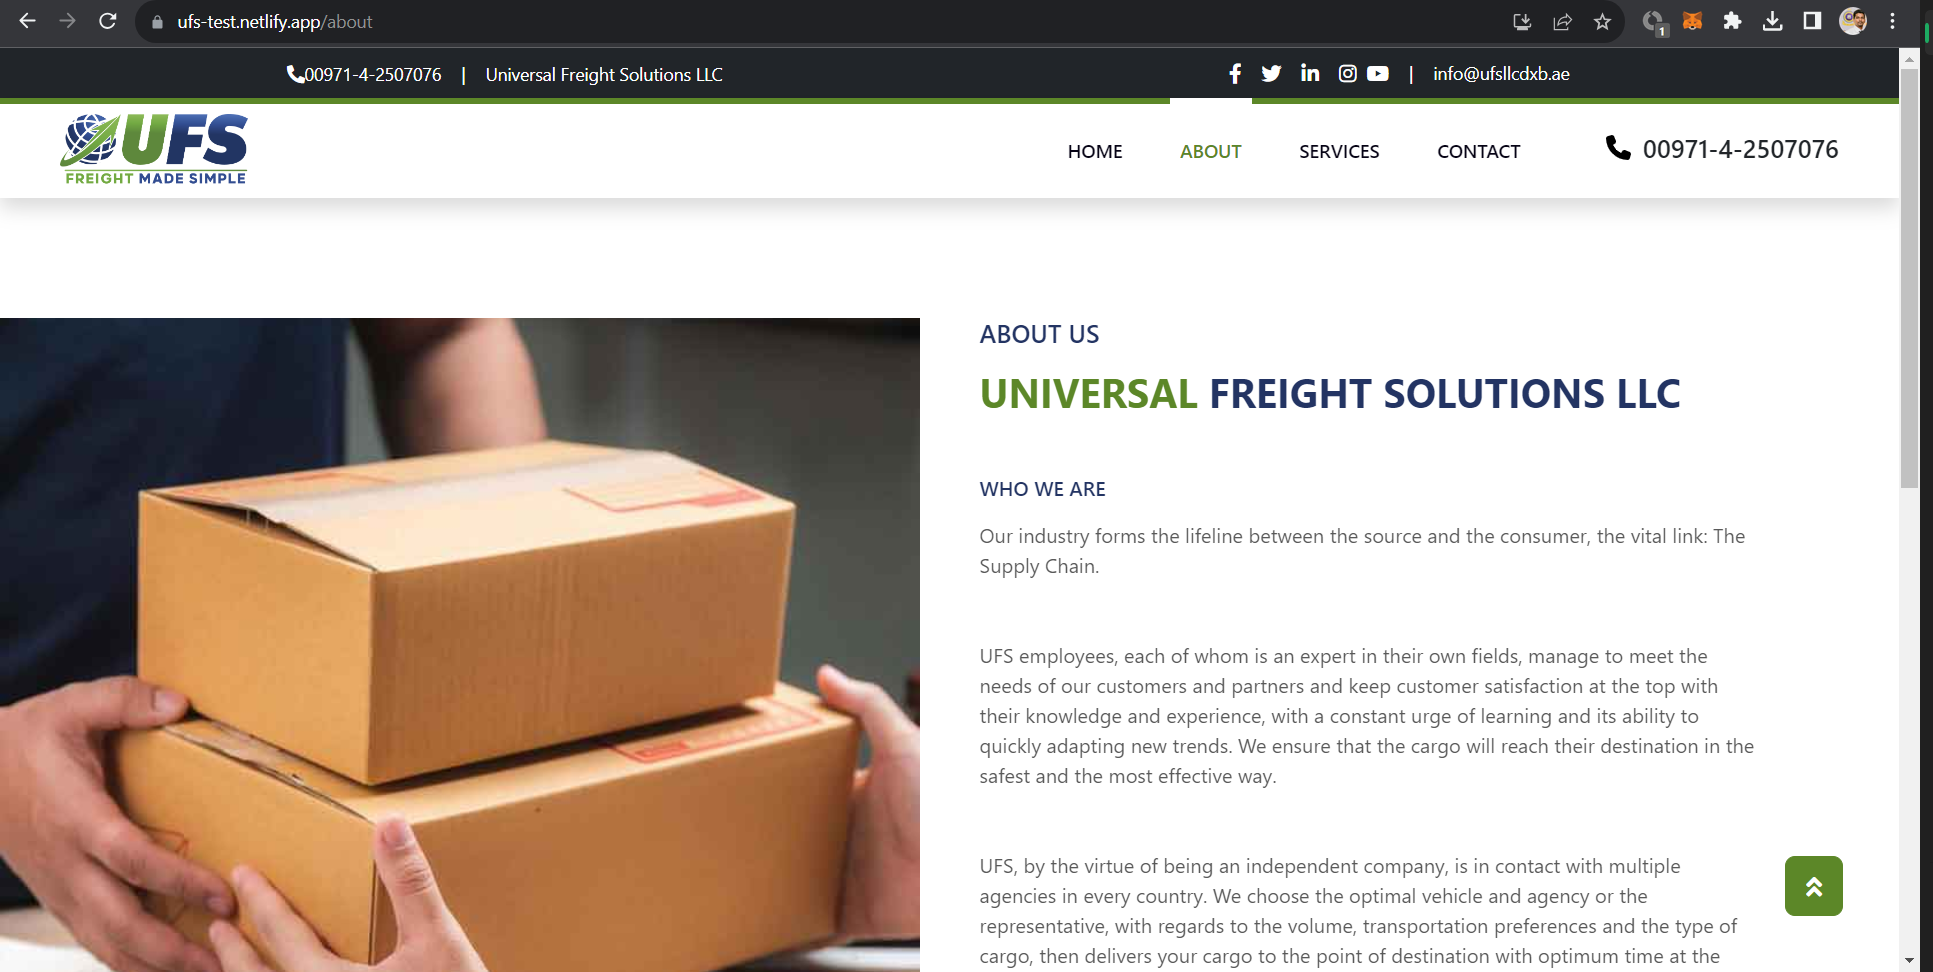 ufs-test.netlify.app/about
1
00971-4-2507076 | Universal Freight Solutions LLC
| info@ufsllcdxb.ae
UFS
FREIGHT MADE SIMPLE
HOME ABOUT SERVICES CONTACT 00971-4-2507076
ABOUT US
UNIVERSAL FREIGHT SOLUTIONS LLC
WHO WE ARE
Our industry forms the lifeline between the source and the consumer, the vital link: The
Supply Chain.
UFS employees, each of whom is an expert in their own fields, manage to meet the
needs of our customers and partners and keep customer satisfaction at the top with
their knowledge and experience, with a constant urge of learning and its ability to
quickly adapting new trends. We ensure that the cargo will reach their destination in the
safest and the most effective way.
UFS, by the virtue of being an independent company, is in contact with multiple
agencies in every country. We choose the optimal vehicle and agency or the
representative, with regards to the volume, transportation preferences and the type of
cargo, then delivers your cargo to the point of destination with optimum time at the